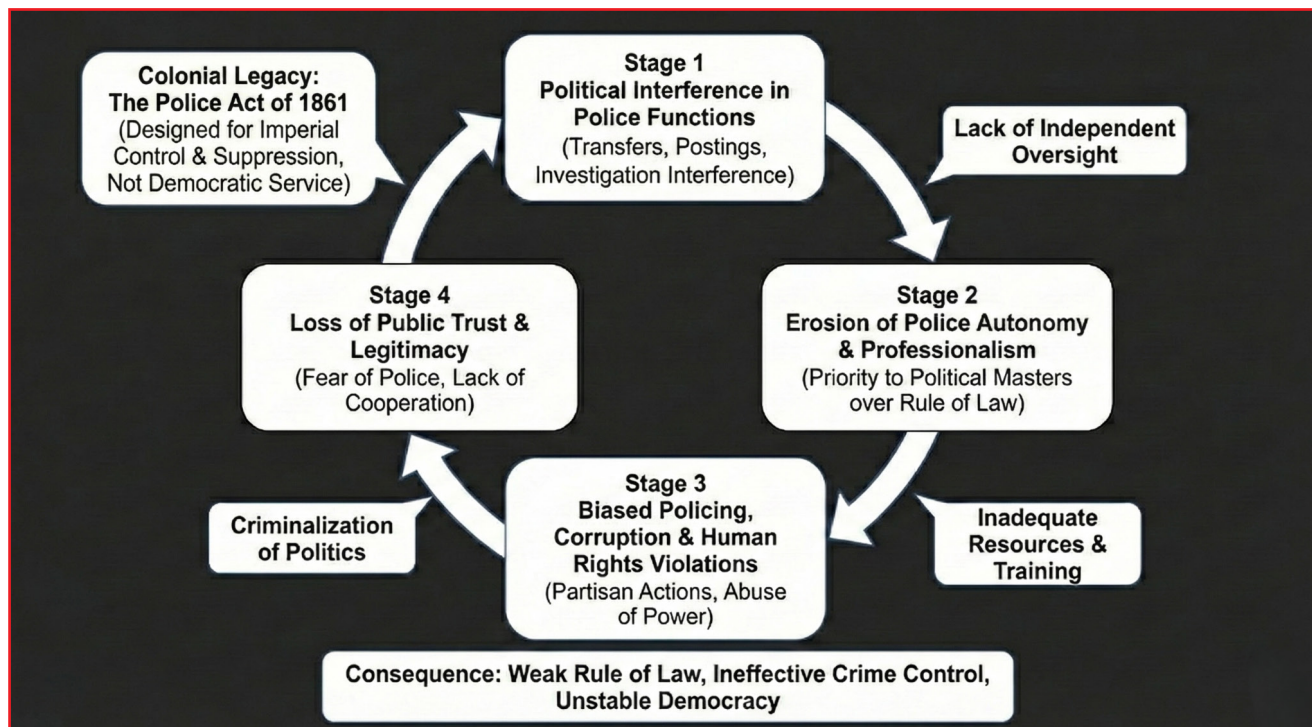 Colonial Legacy:
The Police Act of 1861
(Designed for Imperial
Control & Suppression,
Not Democratic Service)
Stage 1
Political Interference in
Police Functions
(Transfers, Postings,
Investigation Interference)
Lack of Independent
Oversight
Stage 4
Loss of Public Trust &
Legitimacy
(Fear of Police, Lack of
Cooperation)
Stage 2
Erosion of Police Autonomy
& Professionalism
(Priority to Political Masters
over Rule of Law)
Criminalization
of Politics
Stage 3
Biased Policing,
Corruption & Human
Rights Violations
(Partisan Actions, Abuse
of Power)
Inadequate
Resources &
Training
Consequence: Weak Rule of Law, Ineffective Crime Control,
Unstable Democracy